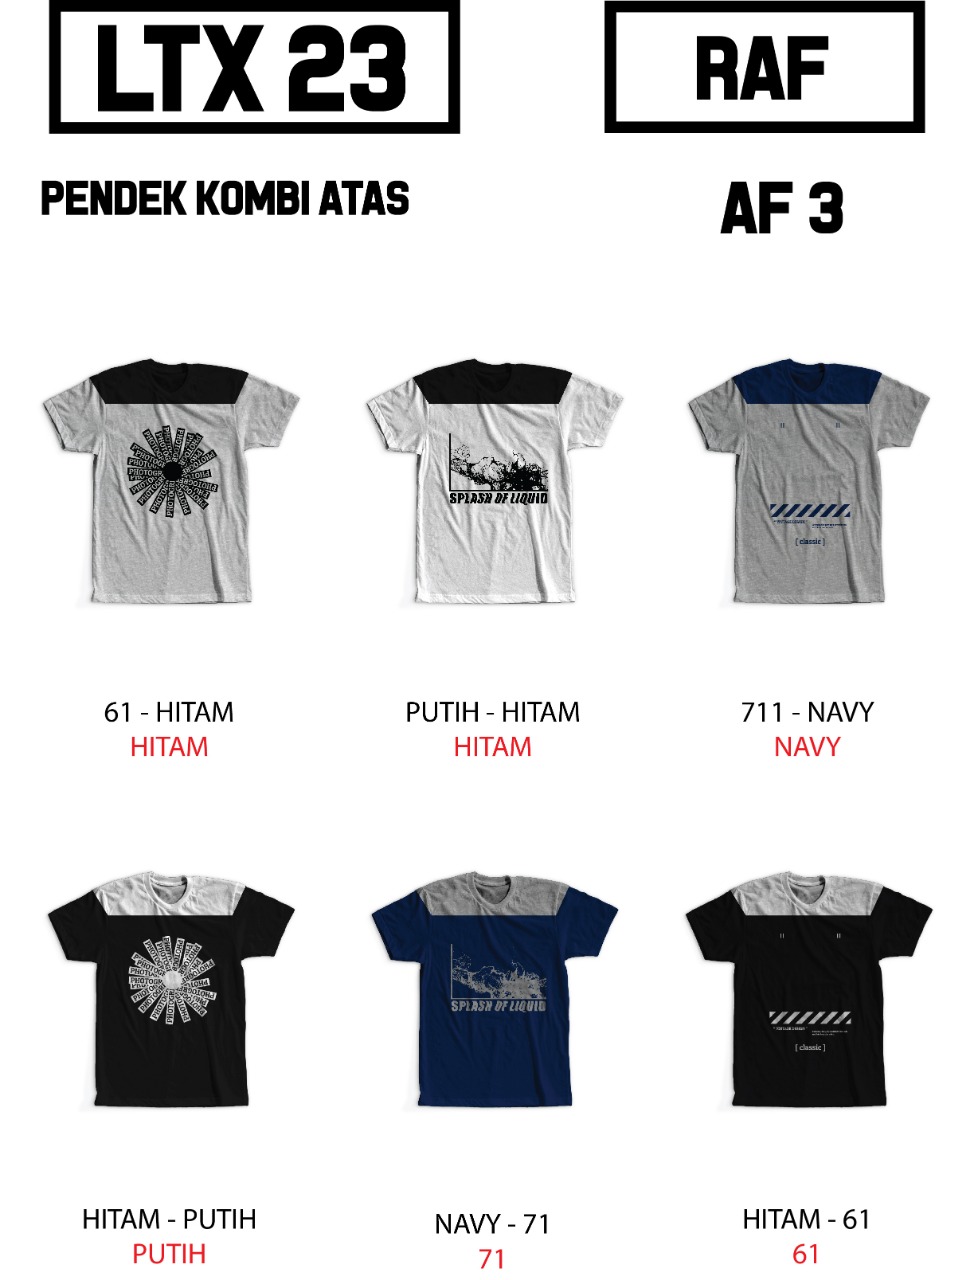 LTX 23
RAF
PENDEK KOMBI ATAS
AF 3
SPLASH OF LIQUID
[ classic ]
61 - HITAM
HITAM
PUTIH - HITAM
HITAM
711 - NAVY
NAVY
SPLASH OF LIQUID
[ classic ]
HITAM - PUTIH
PUTIH
NAVY - 71
71
HITAM - 61
61